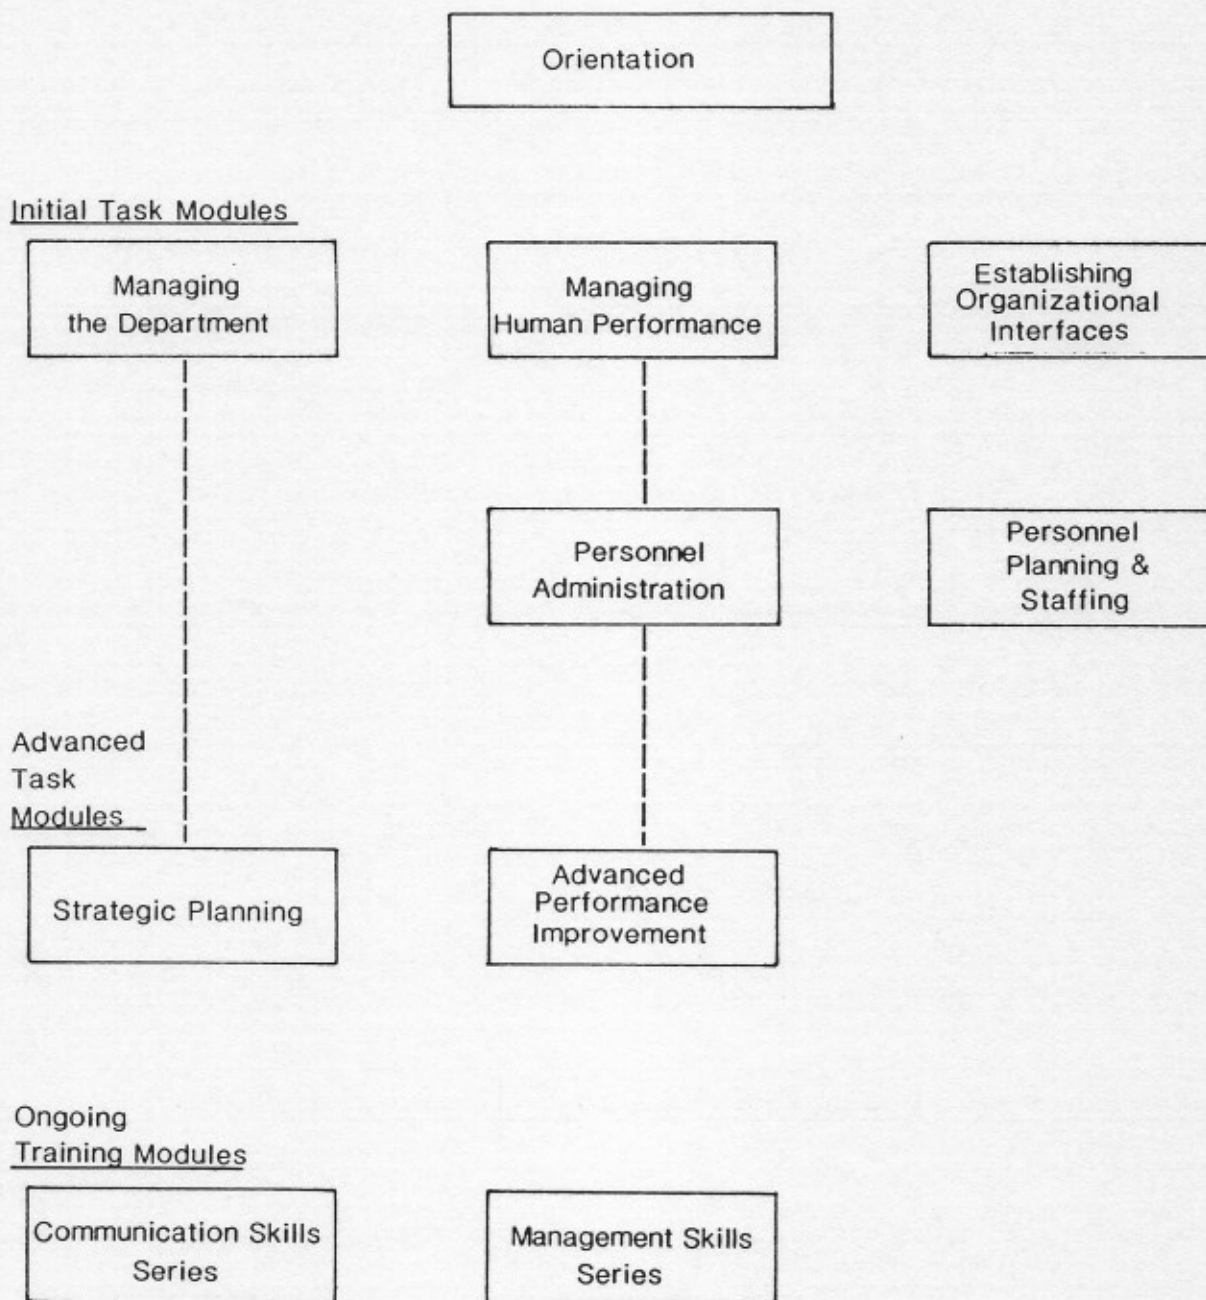 Orientation
Initial Task Modules
Managing
the Department
Managing
Human Performance
Establishing
Organizational
Interfaces
Personnel
Administration
Personnel
Planning &
Staffing
Advanced
Task
Modules
Strategic Planning
Advanced
Performance
Improvement
Ongoing
Training Modules
Communication Skills
Series
Management Skills
Series